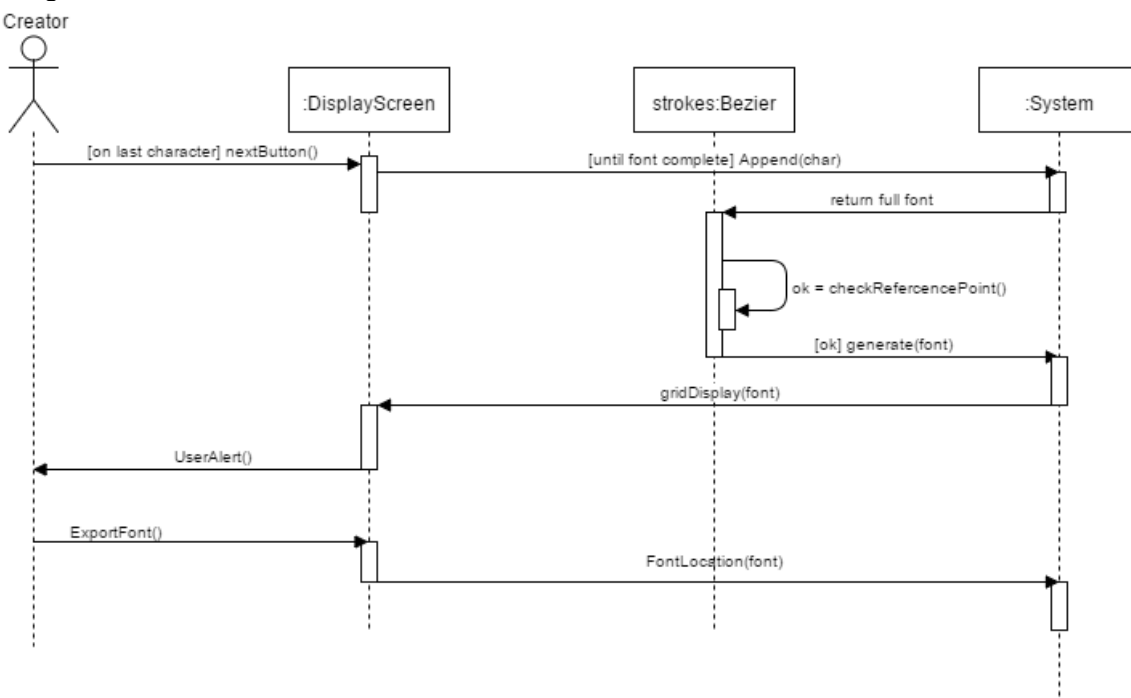 Creator
:DisplayScreen
strokes:Bezier
:System
[on last character] nextButton()
[until font complete] Append(char)
return full font
ok = checkRefercencePoint()
[ok] generate(font)
gridDisplay(font)
UserAlert()
ExportFont()
FontLocation(font)